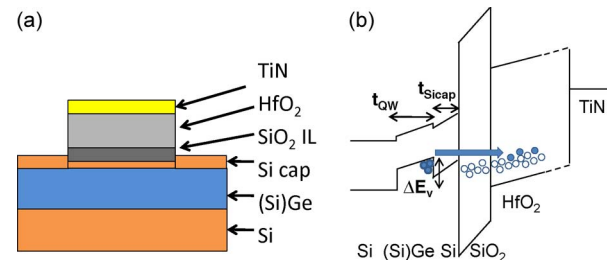 (a)
TiN
HfO₂
SiO₂ IL
Si cap
(Si)Ge
Si
(b)
tQW
tSicap
TiN
ΔEv
HfO₂
Si (Si)Ge Si SiO₂